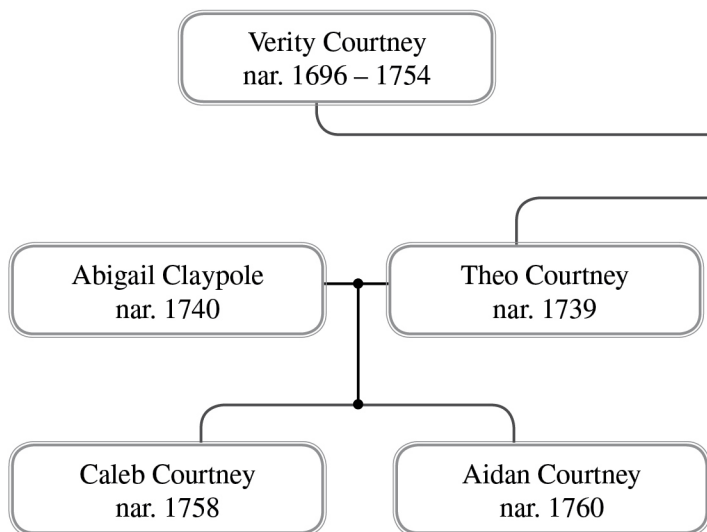 Verity Courtney
nar. 1696 – 1754
Abigail Claypole
nar. 1740
Theo Courtney
nar. 1739
Caleb Courtney
nar. 1758
Aidan Courtney
nar. 1760